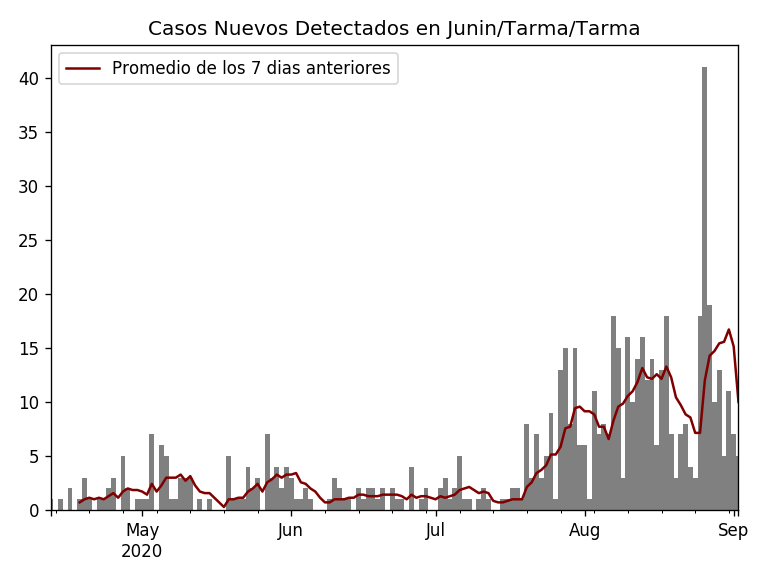 Casos Nuevos Detectados en Junin/Tarma/Tarma
Promedio de los 7 dias anteriores
40
35
30
25
20
15
10
5
0
May
2020
Jun
Jul
Aug
Sep